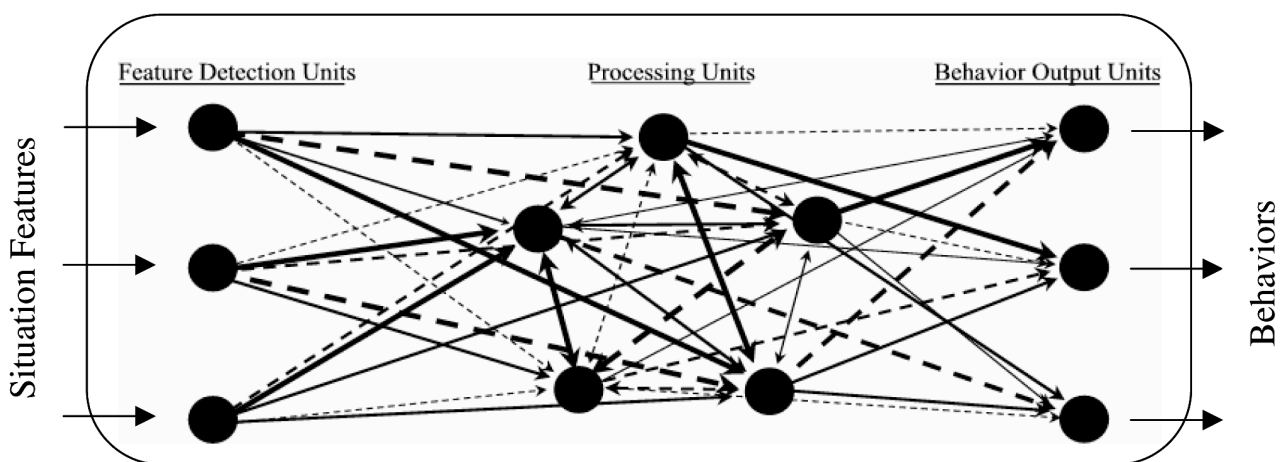 Feature Detection Units
Processing Units
Behavior Output Units
Situation Features
Behaviors